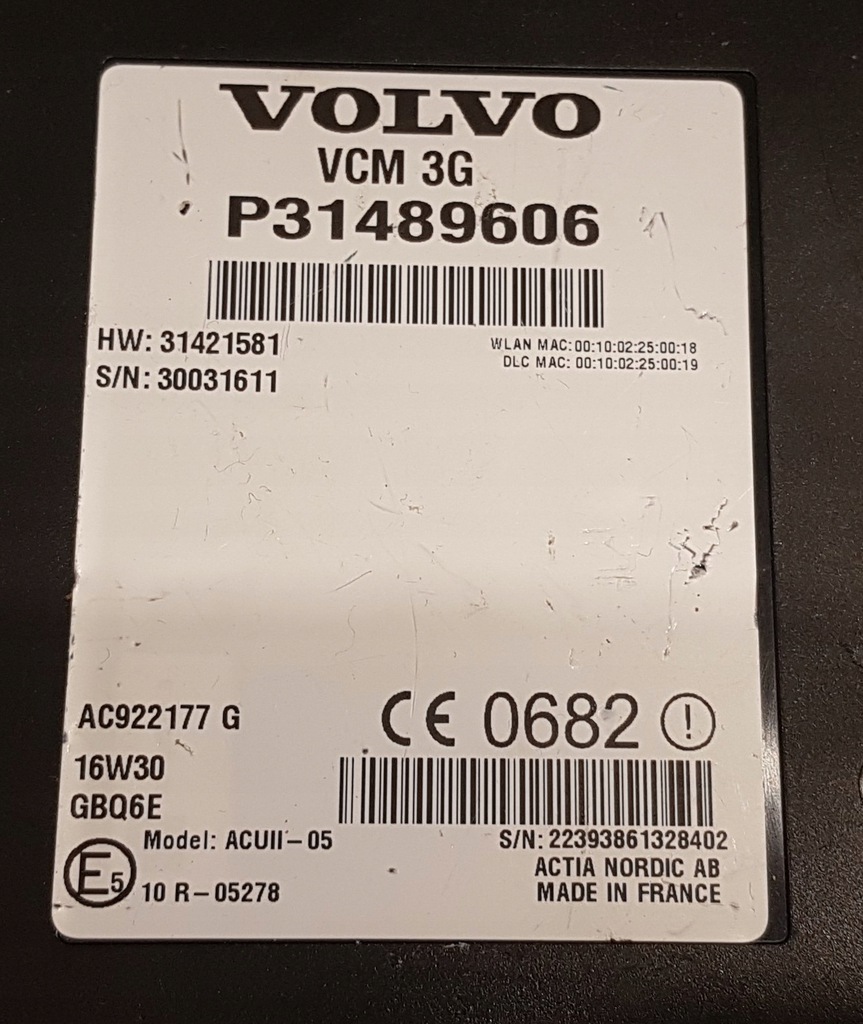 VOLVO
VCM 3G
P31489606
HW: 31421581
S/N: 30031611
WLAN MAC: 00:10:02:25:00:18
DLC MAC: 00:10:02:25:00:19
AC922177 G
CE 0682 !
16W30
GBQ6E
Model: ACUII-05
S/N: 22393861328402
E5
10 R-05278
ACTIA NORDIC AB
MADE IN FRANCE